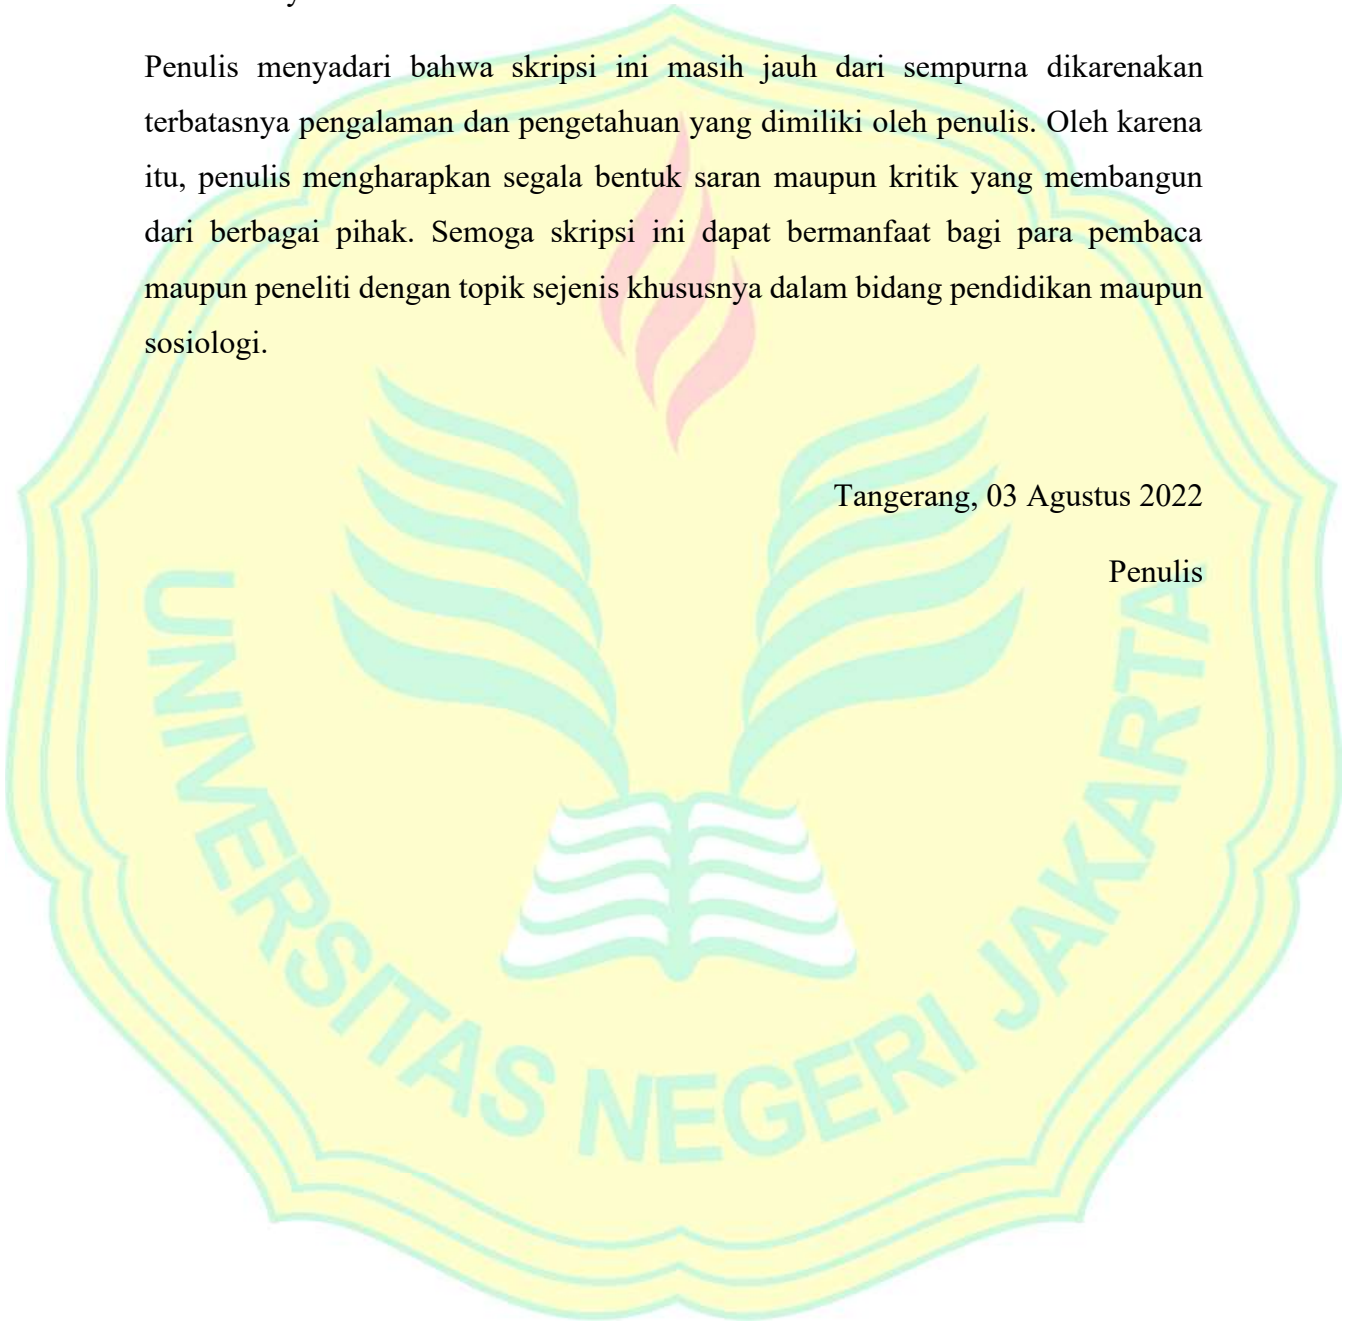 Penulis menyadari bahwa skripsi ini masih jauh dari sempurna dikarenakan
terbatasnya pengalaman dan pengetahuan yang dimiliki oleh penulis. Oleh karena
itu, penulis mengharapkan segala bentuk saran maupun kritik yang membangun
dari berbagai pihak. Semoga skripsi ini dapat bermanfaat bagi para pembaca
maupun peneliti dengan topik sejenis khususnya dalam bidang pendidikan maupun
sosiologi.
Tangerang, 03 Agustus 2022
Penulis
UNIVERSITAS NEGERI JAKARTA